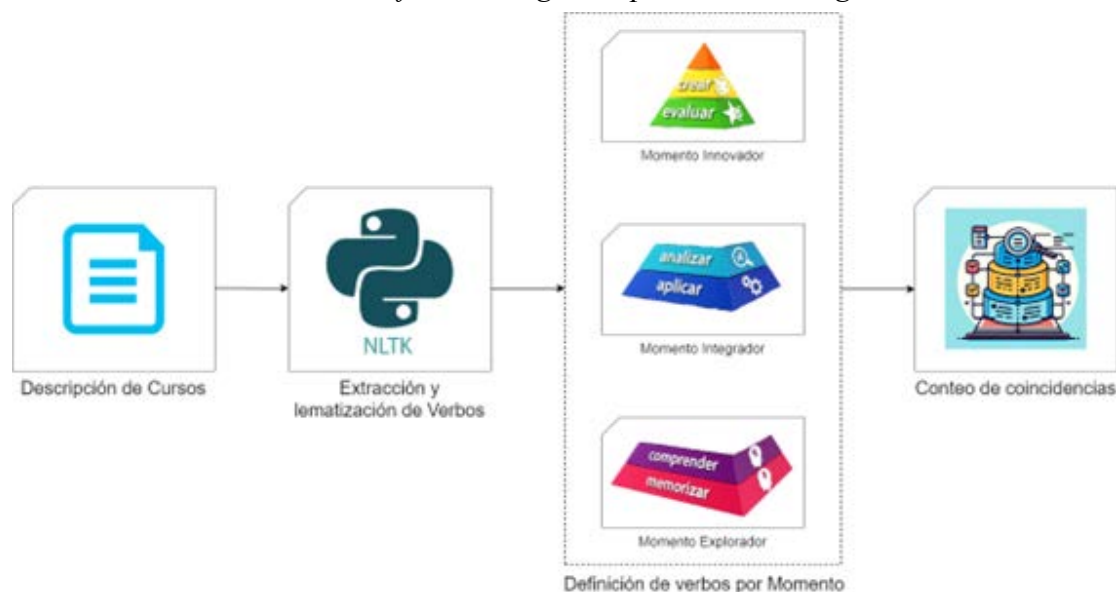 crear
evaluar
Momento Innovador
analizar
aplicar
Momento Integrador
comprender
memorizar
Momento Explorador
Definición de verbos por Momento
Descripción de Cursos
NLTK
Extracción y
lematización de Verbos
Conteo de coincidencias